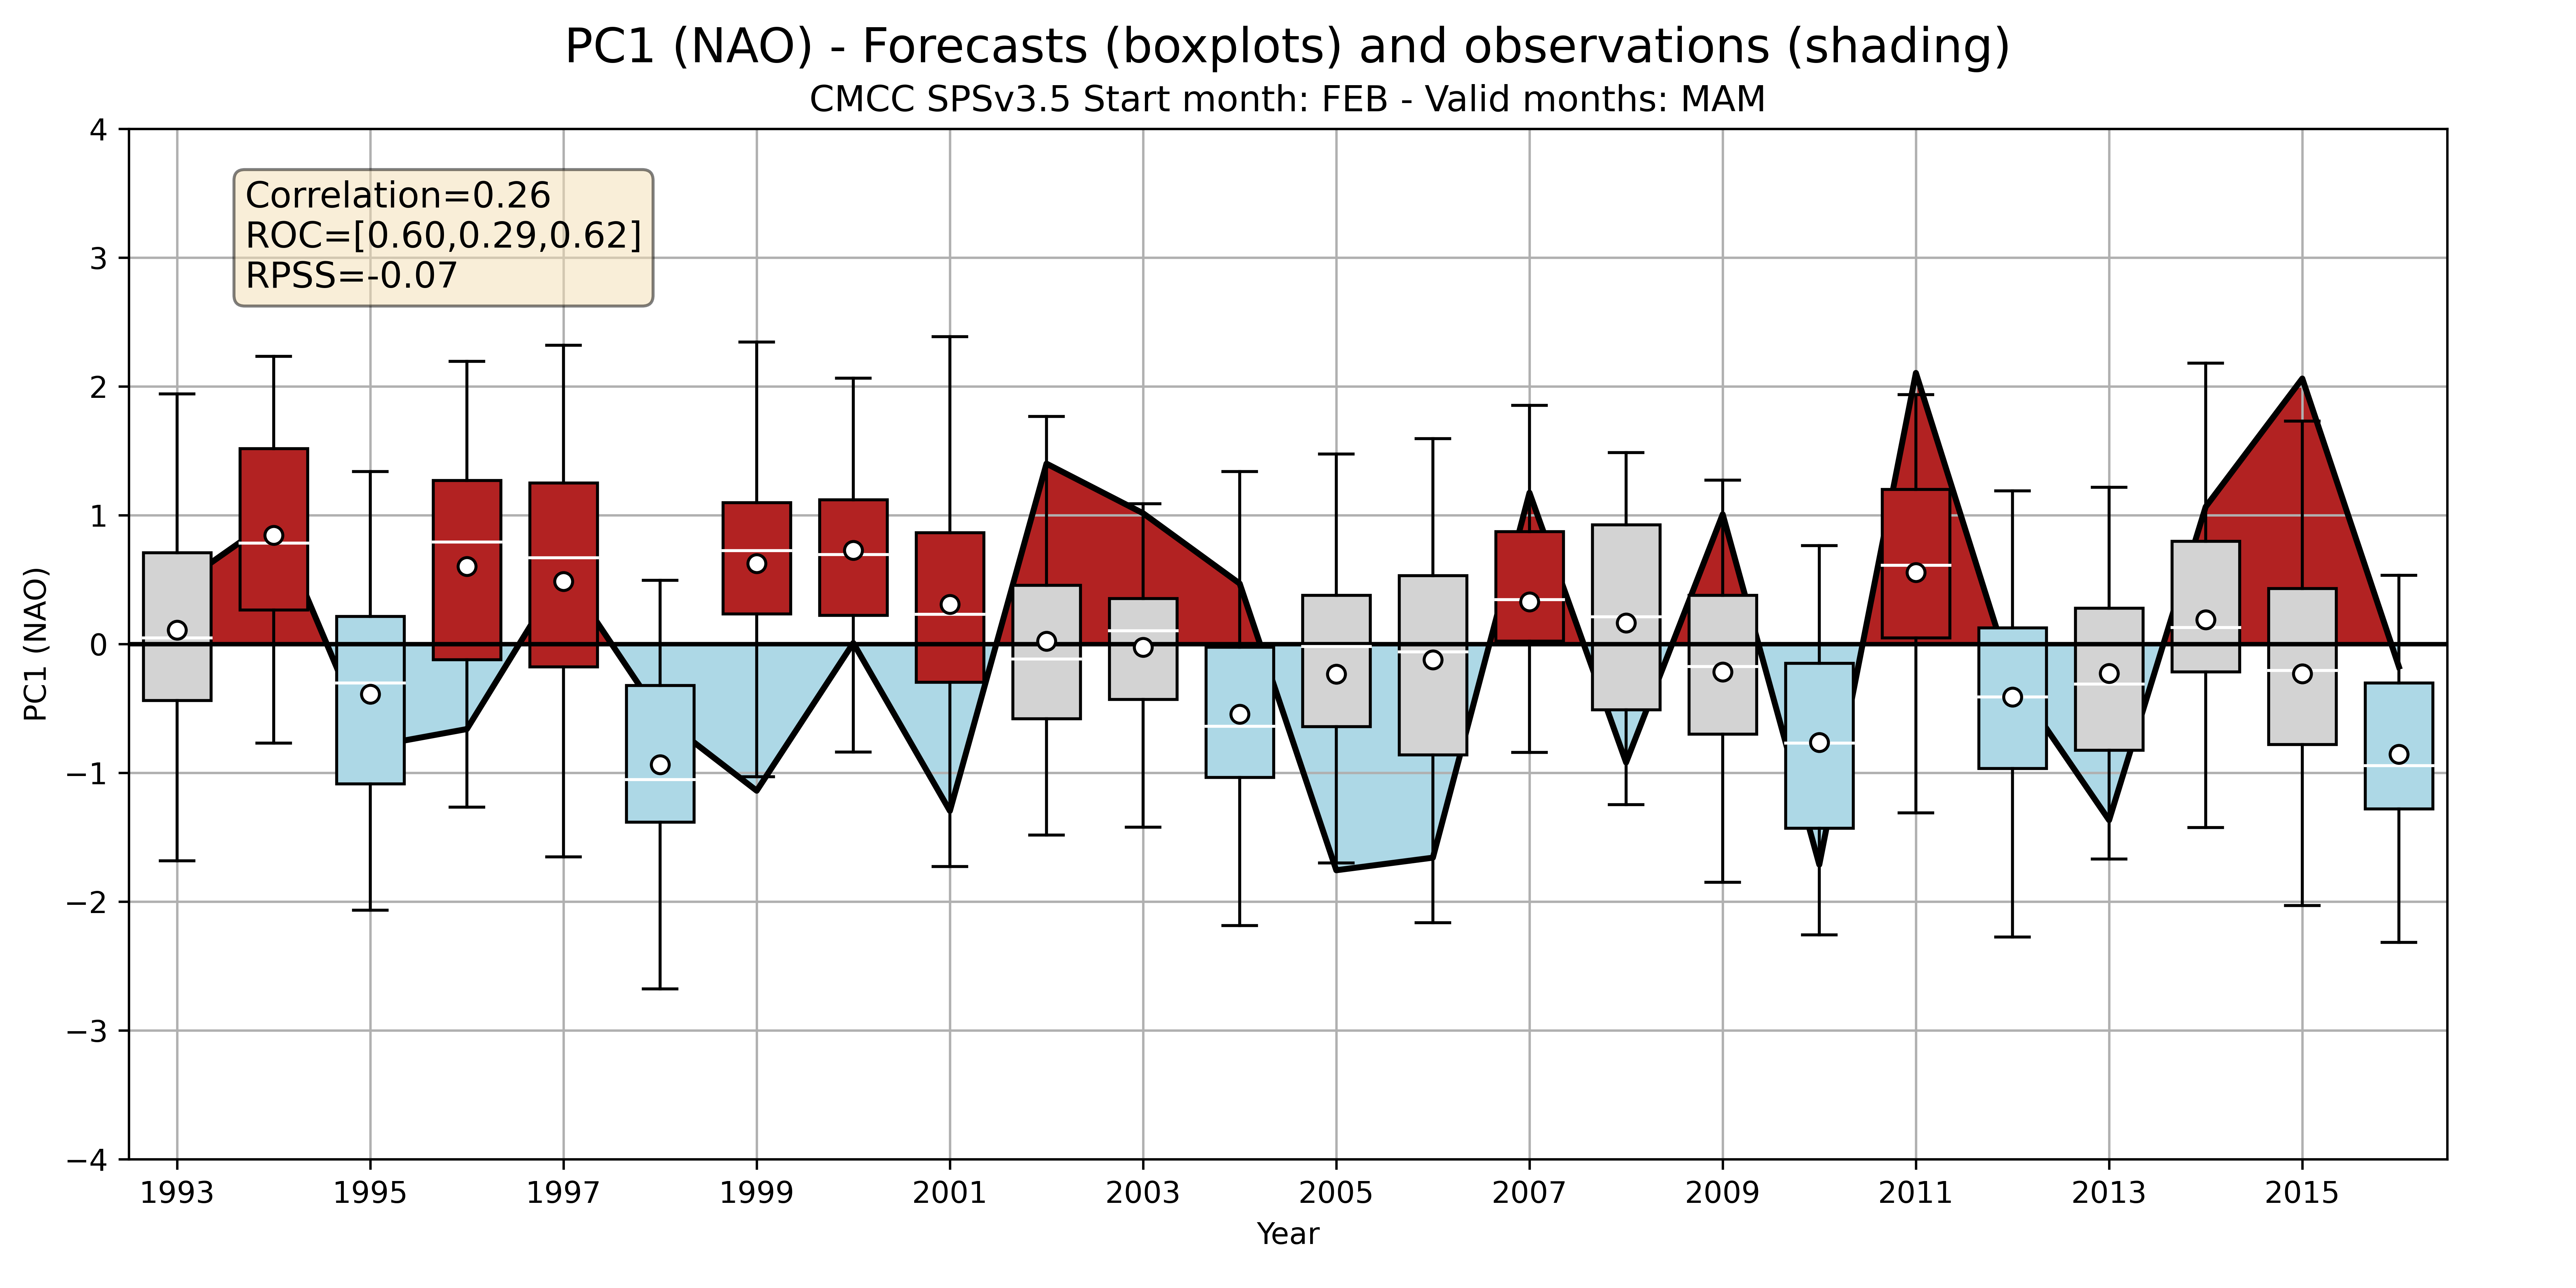 PC1 (NAO) - Forecasts (boxplots) and observations (shading)
CMCC SPSv3.5 Start month: FEB - Valid months: MAM
Correlation=0.26
ROC=[0.60,0.29,0.62]
RPSS=-0.07
PC1 (NAO)
4
3
2
1
0
−1
−2
−3
−4
1993 1995 1997 1999 2001 2003 2005 2007 2009 2011 2013 2015
Year